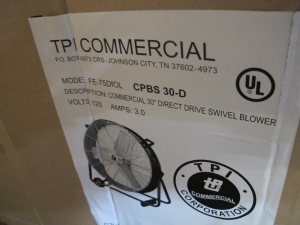 TPI COMMERCIAL
P.O. BOX 4973 CRS - JOHNSON CITY, TN 37602-4973
MODEL: FE-75DIOL CPBS 30-D
DESCRIPTION: COMMERCIAL 30" DIRECT DRIVE SWIVEL BLOWER
VOLTS 120 AMPS: 3.0
UL
TPI
COMMERCIAL
CORPORATION